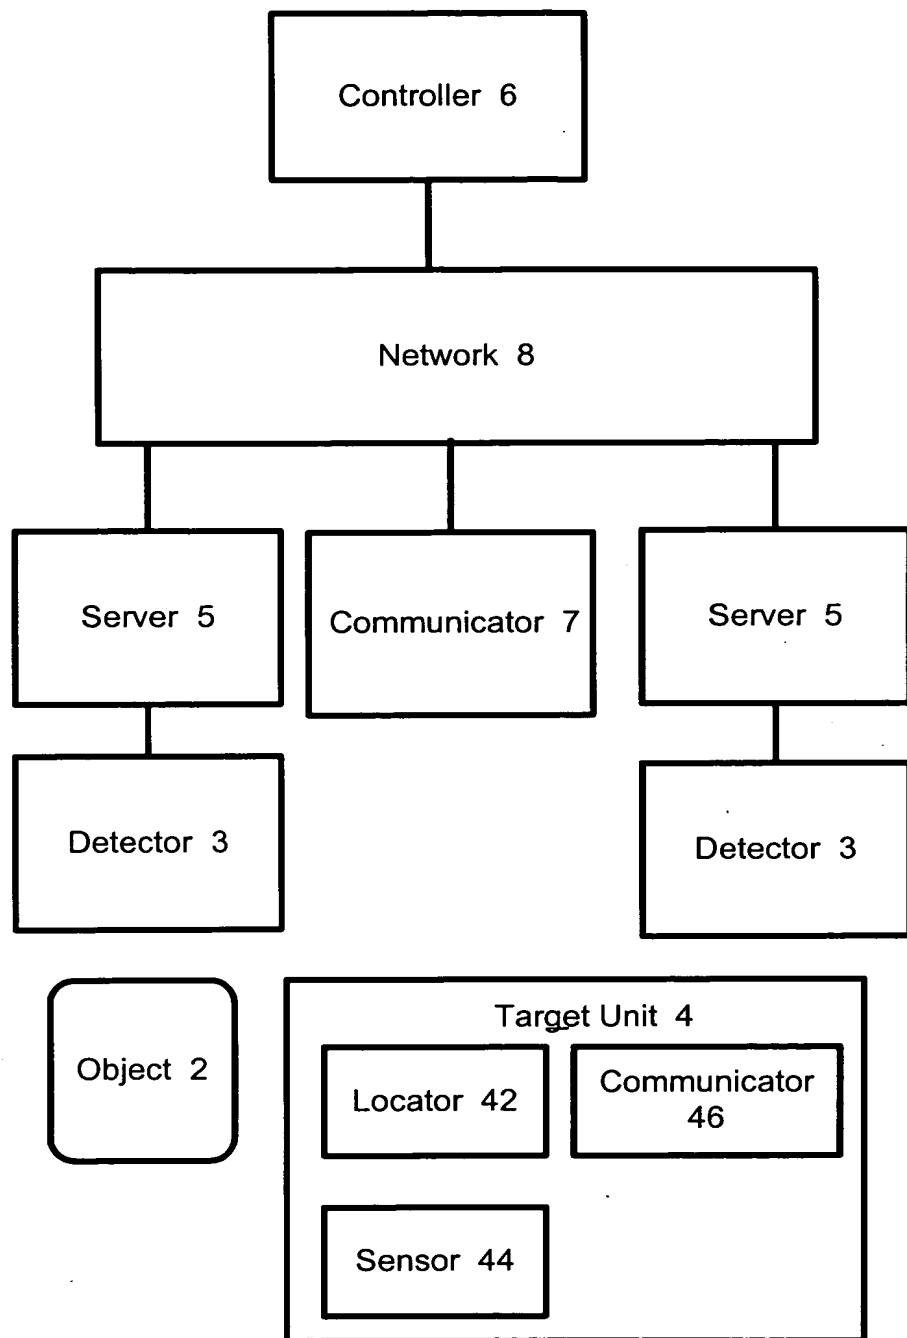 Controller 6
Network 8
Server 5
Communicator 7
Server 5
Detector 3
Detector 3
Object 2
Target Unit 4
Locator 42
Communicator
46
Sensor 44